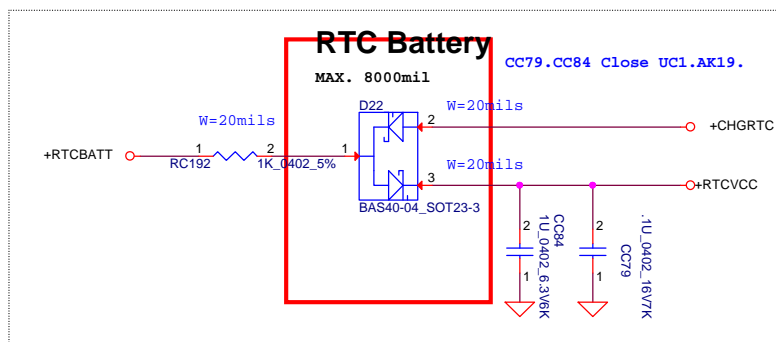 RTC Battery
MAX. 8000mil
CC79.CC84 Close UC1.AK19.
D22
W=20mils
W=20mils
2
+CHGRTC
+RTCBATT
1
2
RC192
1K_0402_5%
1
W=20mils
3
+RTCVCC
BAS40-04_SOT23-3
2
1
CC84
1U_0402_6.3V6K
2
1
CC79
.1U_0402_16V7K